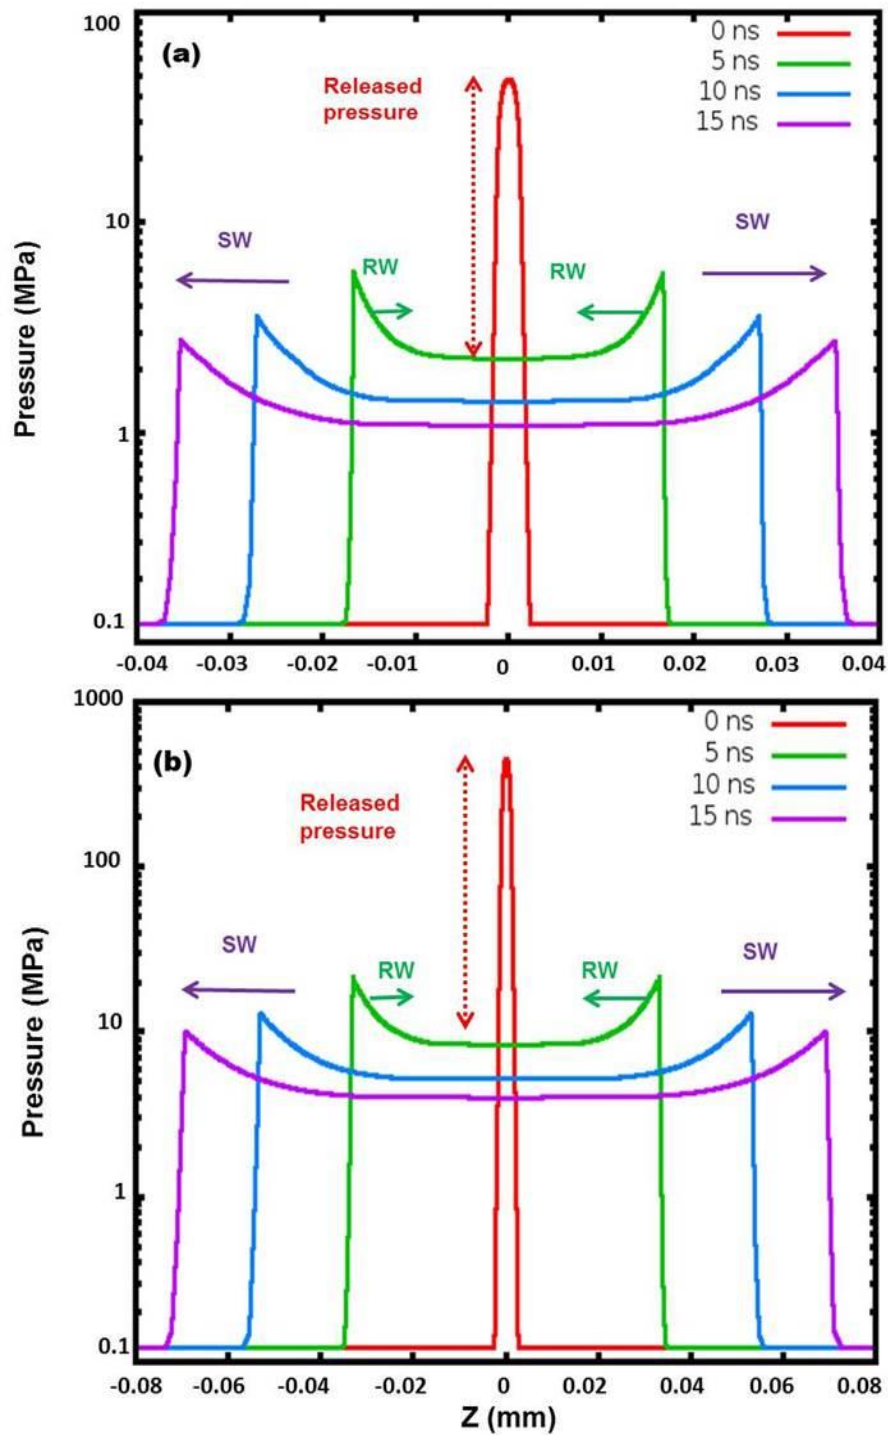 100
(a)
0 ns
5 ns
10 ns
15 ns
Released
pressure
10
SW
SW
RW
RW
Pressure (MPa)
1
0.1
-0.04 -0.03 -0.02 -0.01 0 0.01 0.02 0.03 0.04
1000
(b)
0 ns
5 ns
10 ns
15 ns
Released
pressure
100
SW
SW
RW
RW
Pressure (MPa)
10
1
0.1
-0.08 -0.06 -0.04 -0.02 0 0.02 0.04 0.06 0.08
Z (mm)